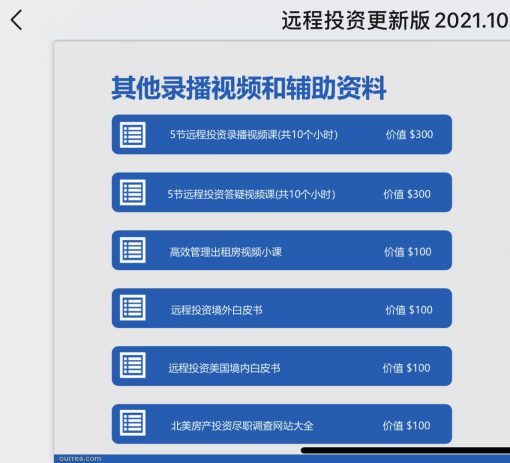 远程投资更新版 2021.10
其他录播视频和辅助资料
5节远程投资录播视频课(共10个小时) 价值 $300
5节远程投资答疑视频课(共10个小时) 价值 $300
高效管理出租房视频小课 价值 $100
远程投资境外白皮书 价值 $100
远程投资美国境内白皮书 价值 $100
北美房产投资尽职调查网站大全 价值 $100
ourrea.com